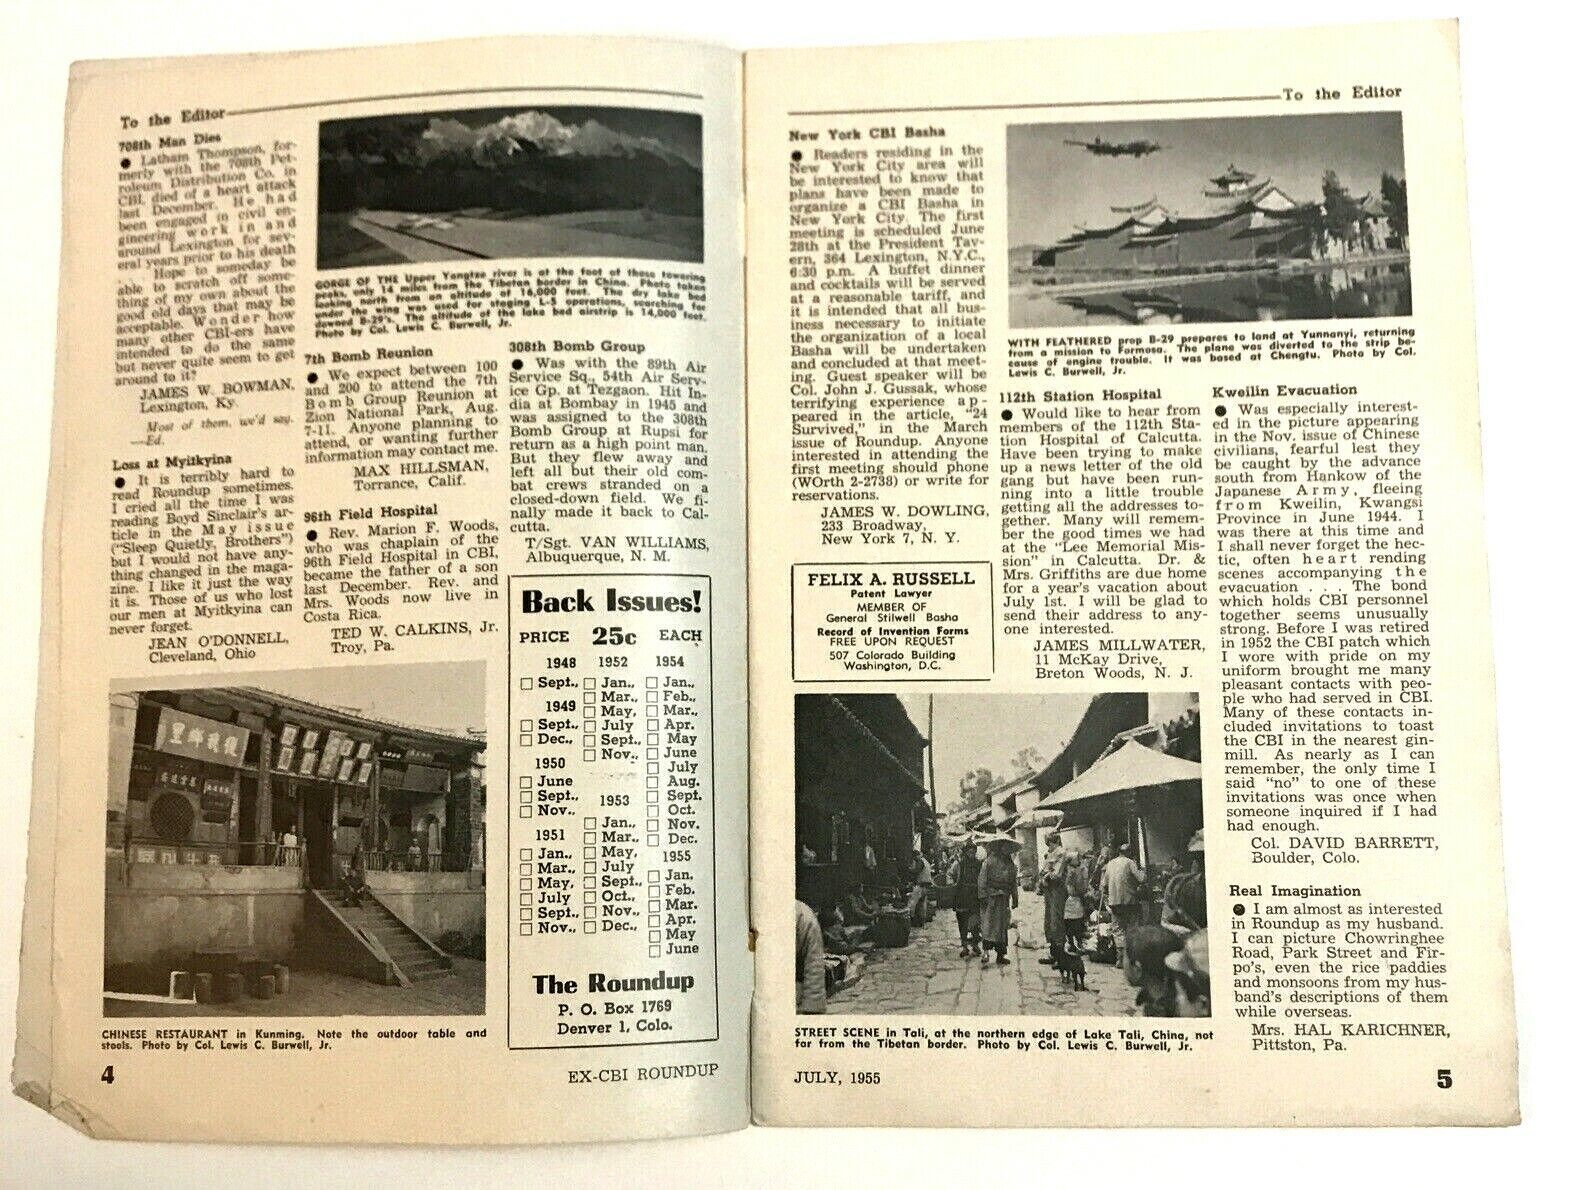 To the Editor
708th Man Dies
● Latham Thompson, for-
merly with the 708th Pet-
roleum Distribution Co. in
CBI, died of a heart attack
last December. He had
been engaged in civil en-
gineering work in and
around Lexington for sev-
eral years prior to his death
Hope to someday be
able to scratch off some-
thing of my own about the
good old days that may be
acceptable. Wonder how
many other CBI-ers have
intended to do the same
but never quite seem to get
around to it?
JAMES W. BOWMAN,
Lexington, Ky.
Most of them, we'd say.
—Ed.
Loss at Myitkyina
● It is terribly hard to
read Roundup sometimes.
I cried all the time I was
reading Boyd Sinclair's ar-
ticle in the May issue
("Sleep Quietly, Brothers")
but I would not have any-
thing changed in the maga-
zine. I like it just the way
it is. Those of us who lost
our men at Myitkyina can
never forget.
JEAN O'DONNELL,
Cleveland, Ohio
GORGE OF THE Upper Yangtze river is at the foot of these towering
peaks, only 14 miles from the Tibetan border in China. Photo taken
looking north from an altitude of 16,000 feet. The dry lake bed
under the wing was used for staging L-5 operations, searching for
downed B-29's. The altitude of the lake bed airstrip is 14,000 feet.
Photo by Col. Lewis C. Burwell, Jr.
7th Bomb Reunion
● We expect between 100
and 200 to attend the 7th
Bomb Group Reunion at
Zion National Park, Aug.
7-11. Anyone planning to
attend, or wanting further
information may contact me.
MAX HILLSMAN,
Torrance, Calif.
96th Field Hospital
● Rev. Marion F. Woods,
who was chaplain of the
96th Field Hospital in CBI,
became the father of a son
last December. Rev. and
Mrs. Woods now live in
Costa Rica.
TED W. CALKINS, Jr.
Troy, Pa.
308th Bomb Group
● Was with the 89th Air
Service Sq., 54th Air Serv-
ice Gp. at Tezgaon. Hit In-
dia at Bombay in 1945 and
was assigned to the 308th
Bomb Group at Rupsi for
return as a high point man.
But they flew away and
left all but their old com-
bat crews stranded on a
closed-down field. We fi-
nally made it back to Cal-
cutta.
T/Sgt. VAN WILLIAMS,
Albuquerque, N. M.
Back Issues!
PRICE 25c EACH
1948
□ Sept.,
1949
□ Sept.,
□ Dec.,
1950
□ June
□ Sept.,
□ Nov.,
1951
□ Jan.,
□ Mar.,
□ May,
□ July
□ Sept.,
□ Nov.,
1952
□ Jan.,
□ Mar.,
□ May,
□ July
□ Sept.,
□ Nov.,
1953
□ Jan.,
□ Mar.,
□ May,
□ July
□ Sept.,
□ Oct.,
□ Nov.,
□ Dec.,
1954
□ Jan.,
□ Feb.,
□ Mar.,
□ Apr.
□ May
□ June
□ July
□ Aug.
□ Sept.
□ Oct.
□ Nov.
□ Dec.
1955
□ Jan.
□ Feb.
□ Mar.
□ Apr.
□ May
□ June
The Roundup
P. O. Box 1769
Denver 1, Colo.
CHINESE RESTAURANT in Kunming. Note the outdoor table and
stools. Photo by Col. Lewis C. Burwell, Jr.
4
EX-CBI ROUNDUP
To the Editor
New York CBI Basha
● Readers residing in the
New York City area will
be interested to know that
plans have been made to
organize a CBI Basha in
New York City. The first
meeting is scheduled June
28th at the President Tav-
ern, 364 Lexington, N.Y.C.,
6:30 p.m. A buffet dinner
and cocktails will be served
at a reasonable tariff, and
it is intended that all bus-
iness necessary to initiate
the organization of a local
Basha will be undertaken
and concluded at that meet-
ing. Guest speaker will be
Col. John J. Gussak, whose
terrifying experience ap-
peared in the article, "24
Survived," in the March
issue of Roundup. Anyone
interested in attending the
first meeting should phone
(WOrth 2-2738) or write for
reservations.
JAMES W. DOWLING,
233 Broadway,
New York 7, N. Y.
FELIX A. RUSSELL
Patent Lawyer
MEMBER OF
General Stilwell Basha
Record of Invention Forms
FREE UPON REQUEST
507 Colorado Building
Washington, D.C.
WITH FEATHERED prop B-29 prepares to land at Yunnanyi, returning
from a mission to Formosa. The plane was diverted to the strip be-
cause of engine trouble. It was based at Chengtu. Photo by Col.
Lewis C. Burwell, Jr.
112th Station Hospital
● Would like to hear from
members of the 112th Sta-
tion Hospital of Calcutta.
Have been trying to make
up a news letter of the old
gang but have been run-
ning into a little trouble
getting all the addresses to-
gether. Many will remem-
ber the good times we had
at the "Lee Memorial Mis-
sion" in Calcutta. Dr. &
Mrs. Griffiths are due home
for a year's vacation about
July 1st. I will be glad to
send their address to any-
one interested.
JAMES MILLWATER,
11 McKay Drive,
Breton Woods, N. J.
Kweilin Evacuation
● Was especially interest-
ed in the picture appearing
in the Nov. issue of Chinese
civilians, fearful lest they
be caught by the advance
south from Hankow of the
Japanese Army, fleeing
from Kweilin, Kwangsi
Province in June 1944. I
was there at this time and
I shall never forget the hec-
tic, often heart rending
scenes accompanying the
evacuation . . . The bond
which holds CBI personnel
together seems unusually
strong. Before I was retired
in 1952 the CBI patch which
I wore with pride on my
uniform brought me many
pleasant contacts with peo-
ple who had served in CBI.
Many of these contacts in-
cluded invitations to toast
the CBI in the nearest gin-
mill. As nearly as I can
remember, the only time I
said "no" to one of these
invitations was once when
someone inquired if I had
had enough.
Col. DAVID BARRETT,
Boulder, Colo.
Real Imagination
● I am almost as interested
in Roundup as my husband.
I can picture Chowringhee
Road, Park Street and Fir-
po's, even the rice paddies
and monsoons from my hus-
band's descriptions of them
while overseas.
Mrs. HAL KARICHNER,
Pittston, Pa.
STREET SCENE in Tali, at the northern edge of Lake Tali, China, not
far from the Tibetan border. Photo by Col. Lewis C. Burwell, Jr.
JULY, 1955
5